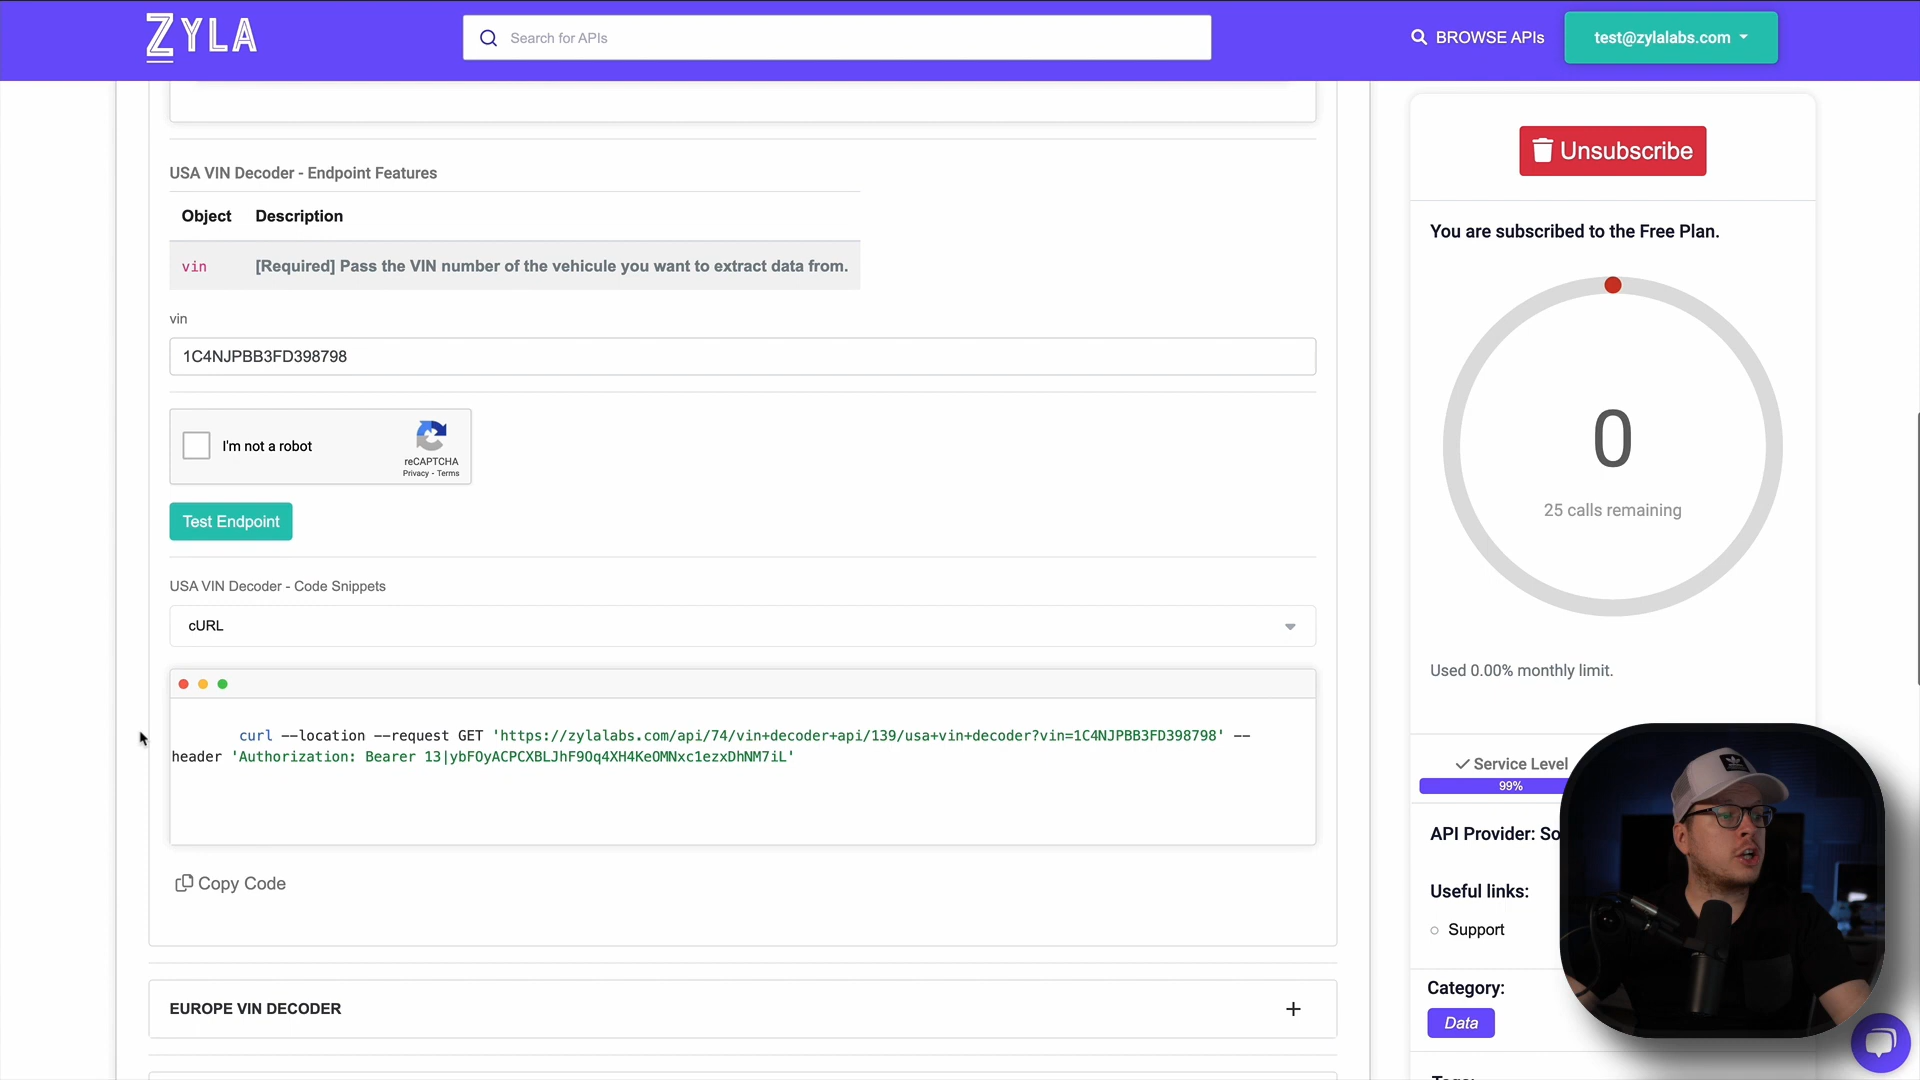 ZYLA
Search for APIs
BROWSE APIs
test@zylalabs.com
USA VIN Decoder - Endpoint Features
Object Description
vin [Required] Pass the VIN number of the vehicule you want to extract data from.
vin
1C4NJPBB3FD398798
I'm not a robot
reCAPTCHA
Privacy - Terms
Test Endpoint
USA VIN Decoder - Code Snippets
cURL
curl --location --request GET 'https://zylalabs.com/api/74/vin+decoder+api/139/usa+vin+decoder?vin=1C4NJPBB3FD398798' --
header 'Authorization: Bearer 13|ybFOyACPCXBLJhF9Oq4XH4KeOMNxc1ezxDhNM7iL'
Copy Code
EUROPE VIN DECODER
Unsubscribe
You are subscribed to the Free Plan.
0
25 calls remaining
Used 0.00% monthly limit.
Service Level
99%
API Provider: So
Useful links:
Support
Category:
Data